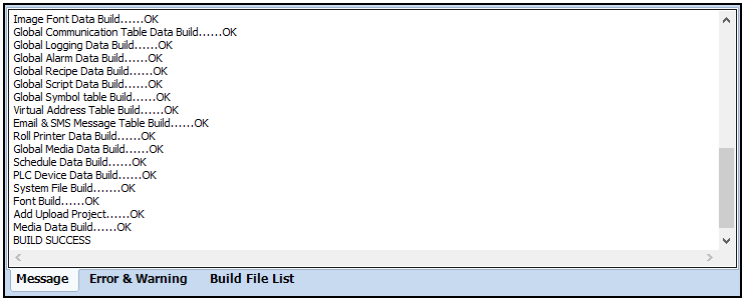 Image Font Data Build......OK
Global Communication Table Data Build......OK
Global Logging Data Build......OK
Global Alarm Data Build......OK
Global Recipe Data Build......OK
Global Script Data Build......OK
Global Symbol table Build......OK
Virtual Address Table Build......OK
Email & SMS Message Table Build......OK
Roll Printer Data Build......OK
Global Media Data Build......OK
Schedule Data Build......OK
PLC Device Data Build......OK
System File Build.......OK
Font Build......OK
Add Upload Project......OK
Media Data Build......OK
BUILD SUCCESS
Message Error & Warning Build File List